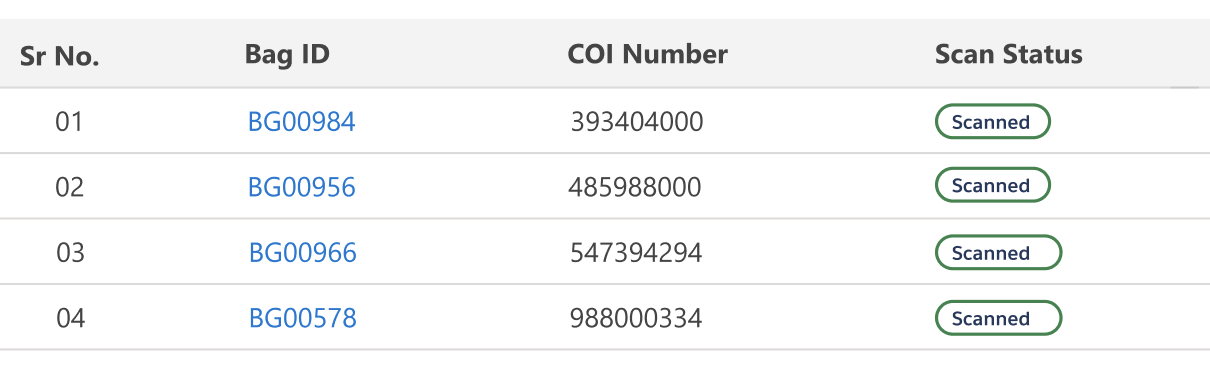 Sr No. Bag ID COI Number Scan Status
01 BG00984 393404000 Scanned
02 BG00956 485988000 Scanned
03 BG00966 547394294 Scanned
04 BG00578 988000334 Scanned